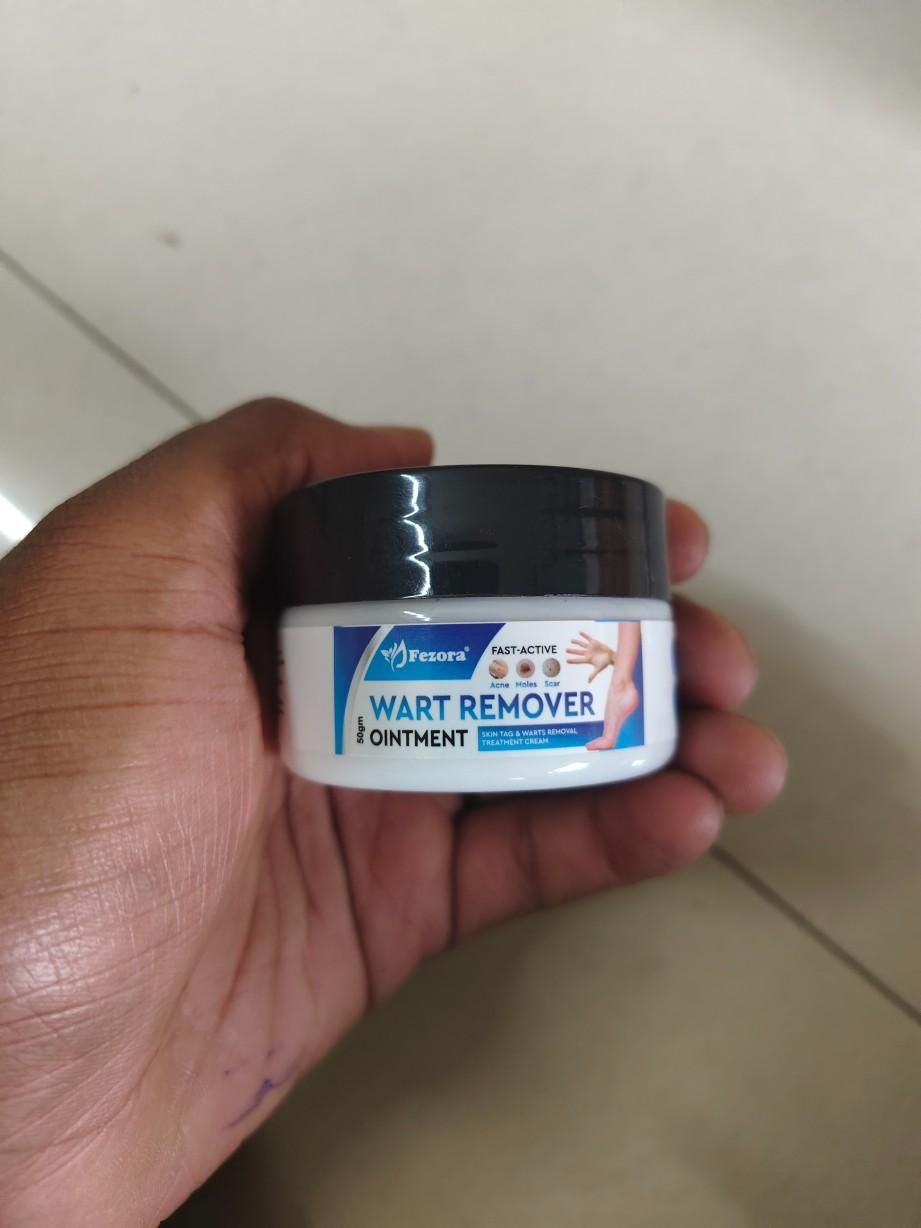 Fezora®
FAST-ACTIVE
Acne Moles Scar
WART REMOVER
50gm
OINTMENT
SKIN TAG & WARTS REMOVAL
TREATMENT CREAM